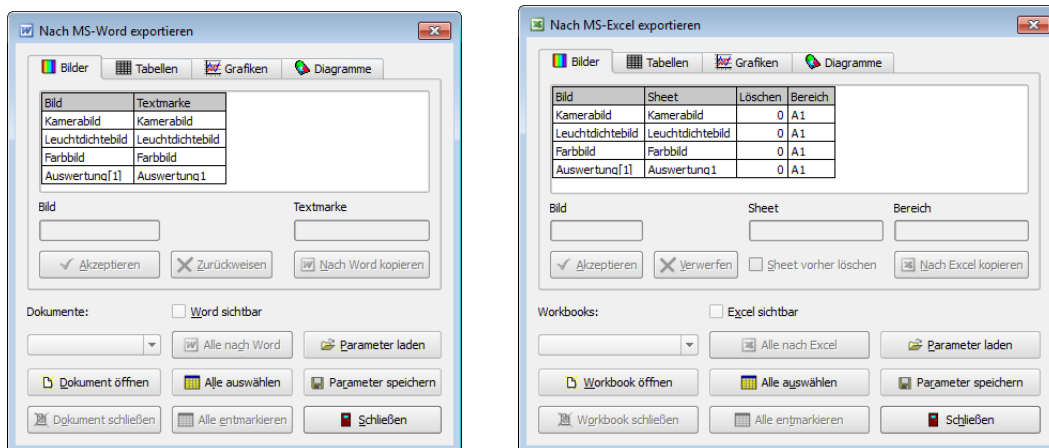 Nach MS-Word exportieren
Bilder Tabellen Grafiken Diagramme
Bild Textmarke
Kamerabild Kamerabild
Leuchtdichtebild Leuchtdichtebild
Farbbild Farbbild
Auswertung[1] Auswertung1
Bild Textmarke
Akzeptieren Zurückweisen Nach Word kopieren
Dokumente: Word sichtbar
Alle nach Word Parameter laden
Dokument öffnen Alle auswählen Parameter speichern
Dokument schließen Alle entmarkieren Schließen
Nach MS-Excel exportieren
Bilder Tabellen Grafiken Diagramme
Bild Sheet Löschen Bereich
Kamerabild Kamerabild 0 A1
Leuchtdichtebild Leuchtdichtebild 0 A1
Farbbild Farbbild 0 A1
Auswertung[1] Auswertung1 0 A1
Bild Sheet Bereich
Akzeptieren Verwerfen Sheet vorher löschen Nach Excel kopieren
Workbooks: Excel sichtbar
Alle nach Excel Parameter laden
Workbook öffnen Alle auswählen Parameter speichern
Workbook schließen Alle entmarkieren Schließen